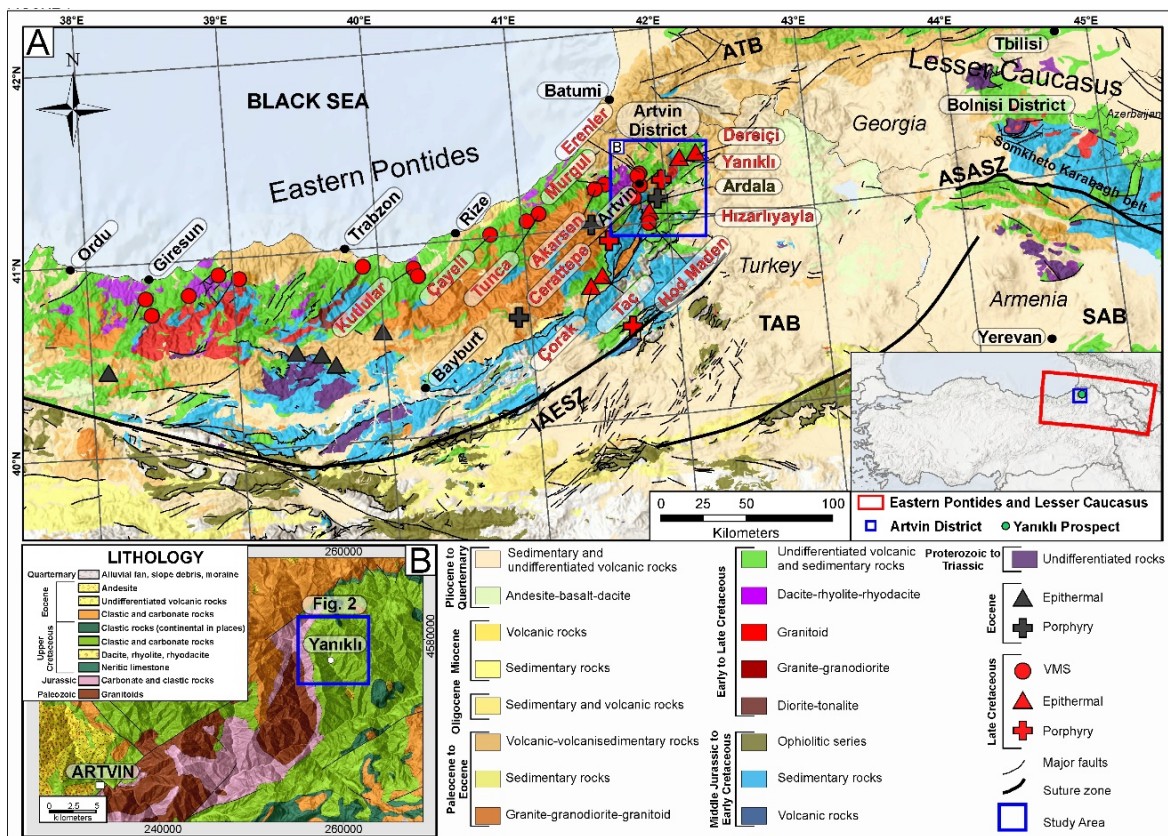 38°E
39°E
40°E
41°E
42°E
43°E
44°E
45°E
A
N
42°N
41°N
40°N
BLACK SEA
Eastern Pontides
ATB
Tbilisi
Lesser Caucasus
Bolnisi District
Azerbaijan
Georgia
Somkheto Karabagh belt
ASASZ
Batumi
Artvin
District
B
Erenler
Murgul
Artvin
Dereiçi
Yanıklı
Ardala
Hızarlıyayla
Ordu
Giresun
Trabzon
Rize
Kutlular
Çayeli
Tunca
Akarsen
Cerattepe
Çorak
Taç
Hod Maden
Bayburt
IAESZ
Turkey
TAB
Armenia
SAB
Yerevan
0 25 50 100
Kilometers
Eastern Pontides and Lesser Caucasus
Artvin District
Yanıklı Prospect
LITHOLOGY
Quaternary
Alluvial fan, slope debris, moraine
Eocene
Andesite
Undifferentiated volcanic rocks
Clastic and carbonate rocks
Upper
Cretaceous
Clastic rocks (continental in places)
Clastic and carbonate rocks
Dacite, rhyolite, rhyodacite
Neritic limestone
Jurassic
Carbonate and clastic rocks
Paleozoic
Granitoids
260000
B
Fig. 2
Yanıklı
4580000
ARTVIN
0 2.5 5 10
kilometers
240000
260000
Pliocene to
Querternary
Sedimentary and
undifferentiated volcanic rocks
Andesite-basalt-dacite
Miocene
Volcanic rocks
Sedimentary rocks
Oligocene
Sedimentary and volcanic rocks
Paleocene to
Eocene
Volcanic-volcanisedimentary rocks
Sedimentary rocks
Granite-granodiorite-granitoid
Early to Late Cretaceous
Undifferentiated volcanic
and sedimentary rocks
Dacite-rhyolite-rhyodacite
Granitoid
Granite-granodiorite
Diorite-tonalite
Middle Jurassic to
Early Cretaceous
Ophiolitic series
Sedimentary rocks
Volcanic rocks
Proterozoic to
Triassic
Undifferentiated rocks
Eocene
Epithermal
Porphyry
Late Cretaceous
VMS
Epithermal
Porphyry
Major faults
Suture zone
Study Area